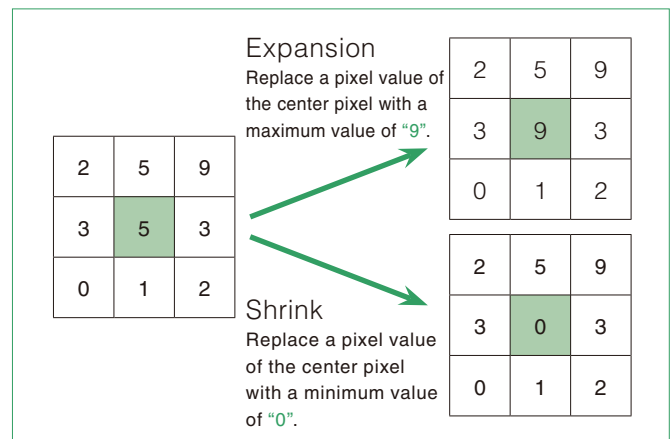 Expansion
Replace a pixel value of
the center pixel with a
maximum value of “9”.
2 5 9
3 9 3
0 1 2
2 5 9
3 5 3
0 1 2
Shrink
Replace a pixel value
of the center pixel
with a minimum value
of “0”.
2 5 9
3 0 3
0 1 2